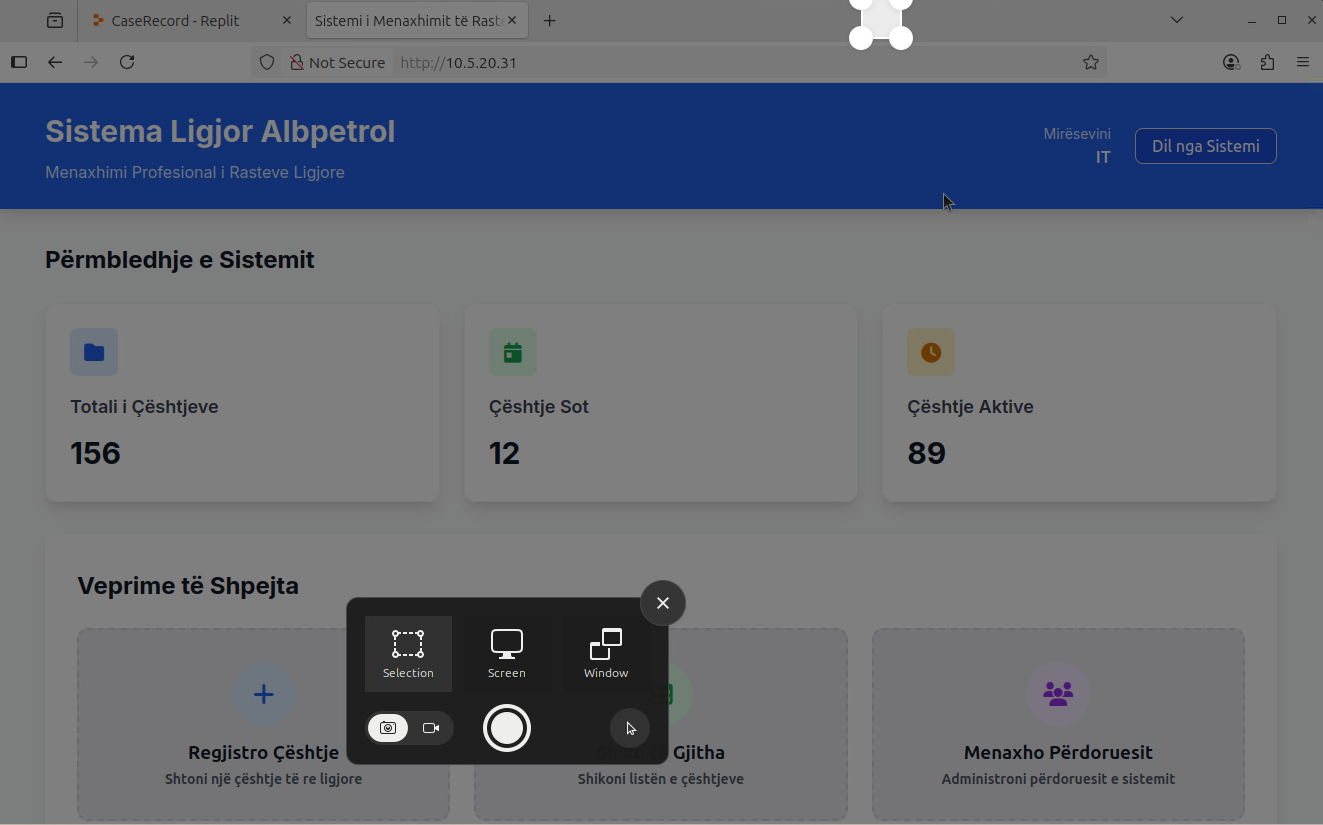 CaseRecord - Replit
Sistemi i Menaxhimit të Raste
Not Secure
http://10.5.20.31
Sistema Ligjor Albpetrol
Menaxhimi Profesional i Rasteve Ligjore
Mirësevini
IT
Dil nga Sistemi
Përmbledhje e Sistemit
Totali i Çështjeve
156
Çështje Sot
12
Çështje Aktive
89
Veprime të Shpejta
Selection
Screen
Window
Regjistro Çështje
Shtoni një çështje të re ligjore
Gjitha
Shikoni listën e çështjeve
Menaxho Përdoruesit
Administroni përdoruesit e sistemit